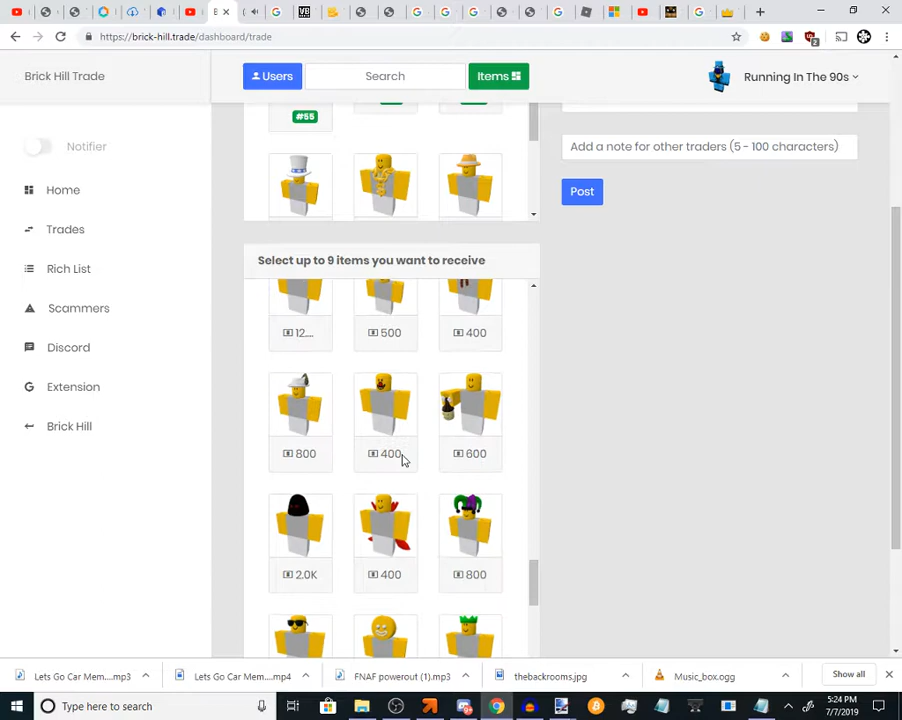 B
https://brick-hill.trade/dashboard/trade
2
Brick Hill Trade
Users
Search
Items
Running In The 90s
Notifier
Home
Trades
Rich List
Scammers
Discord
Extension
Brick Hill
#55
Add a note for other traders (5 - 100 characters)
Post
Select up to 9 items you want to receive
12....
500
400
800
400
600
2.0K
400
800
Lets Go Car Mem....mp3
Lets Go Car Mem....mp4
FNAF powerout (1).mp3
thebackrooms.jpg
Music_box.ogg
Show all
Type here to search
5:24 PM
7/7/2019